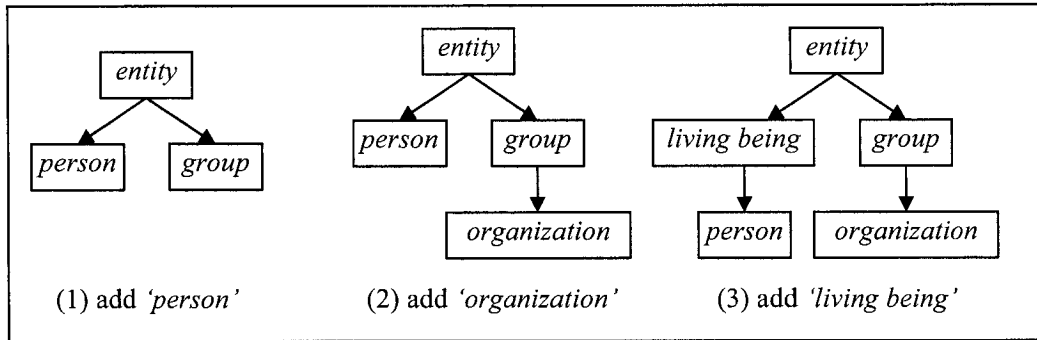 entity
person group
(1) add 'person'
entity
person group
organization
(2) add 'organization'
entity
living being group
person organization
(3) add 'living being'